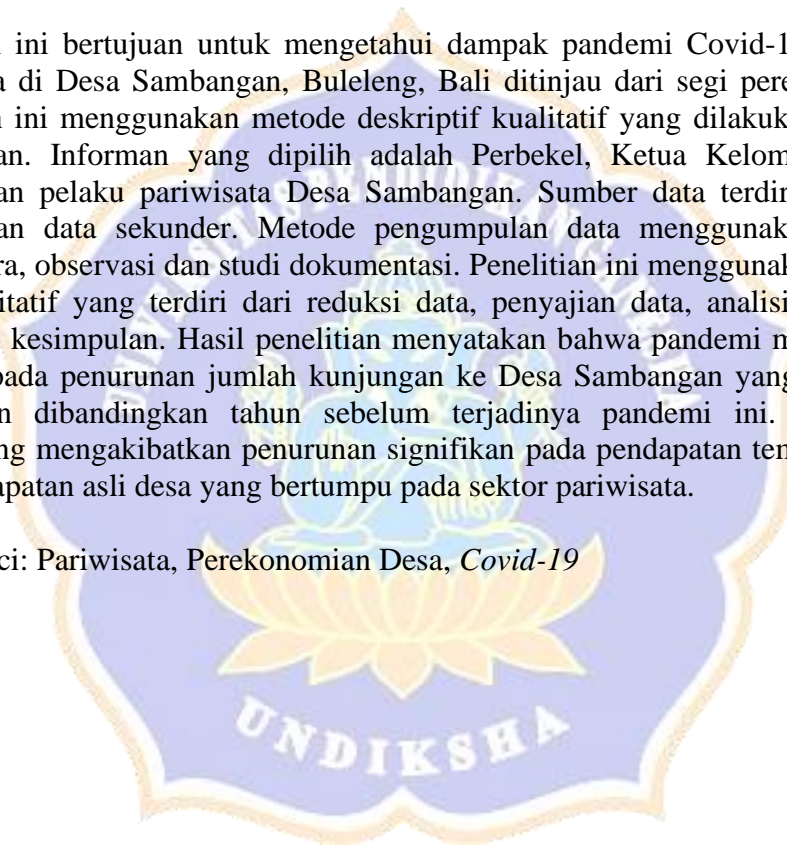 ini bertujuan untuk mengetahui dampak pandemi Covid-1
di Desa Sambangan, Buleleng, Bali ditinjau dari segi pere
ini menggunakan metode deskriptif kualitatif yang dilakuk
an. Informan yang dipilih adalah Perbekel, Ketua Kelom
an pelaku pariwisata Desa Sambangan. Sumber data terdir
an data sekunder. Metode pengumpulan data menggunak
ra, observasi dan studi dokumentasi. Penelitian ini menggunak
itatif yang terdiri dari reduksi data, penyajian data, analisi
kesimpulan. Hasil penelitian menyatakan bahwa pandemi m
pada penurunan jumlah kunjungan ke Desa Sambangan yang
n dibandingkan tahun sebelum terjadinya pandemi ini.
ng mengakibatkan penurunan signifikan pada pendapatan ten
apatan asli desa yang bertumpu pada sektor pariwisata.
ci: Pariwisata, Perekonomian Desa, Covid-19
UNDIKSHA